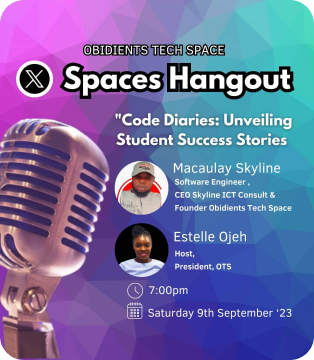 OBIDIENTS TECH SPACE
X Spaces Hangout
"Code Diaries: Unveiling
Student Success Stories
Macaulay Skyline
Software Engineer ,
CEO Skyline ICT Consult &
Founder Obidients Tech Space
Estelle Ojeh
Host,
President, OTS
7:00pm
Saturday 9th September '23